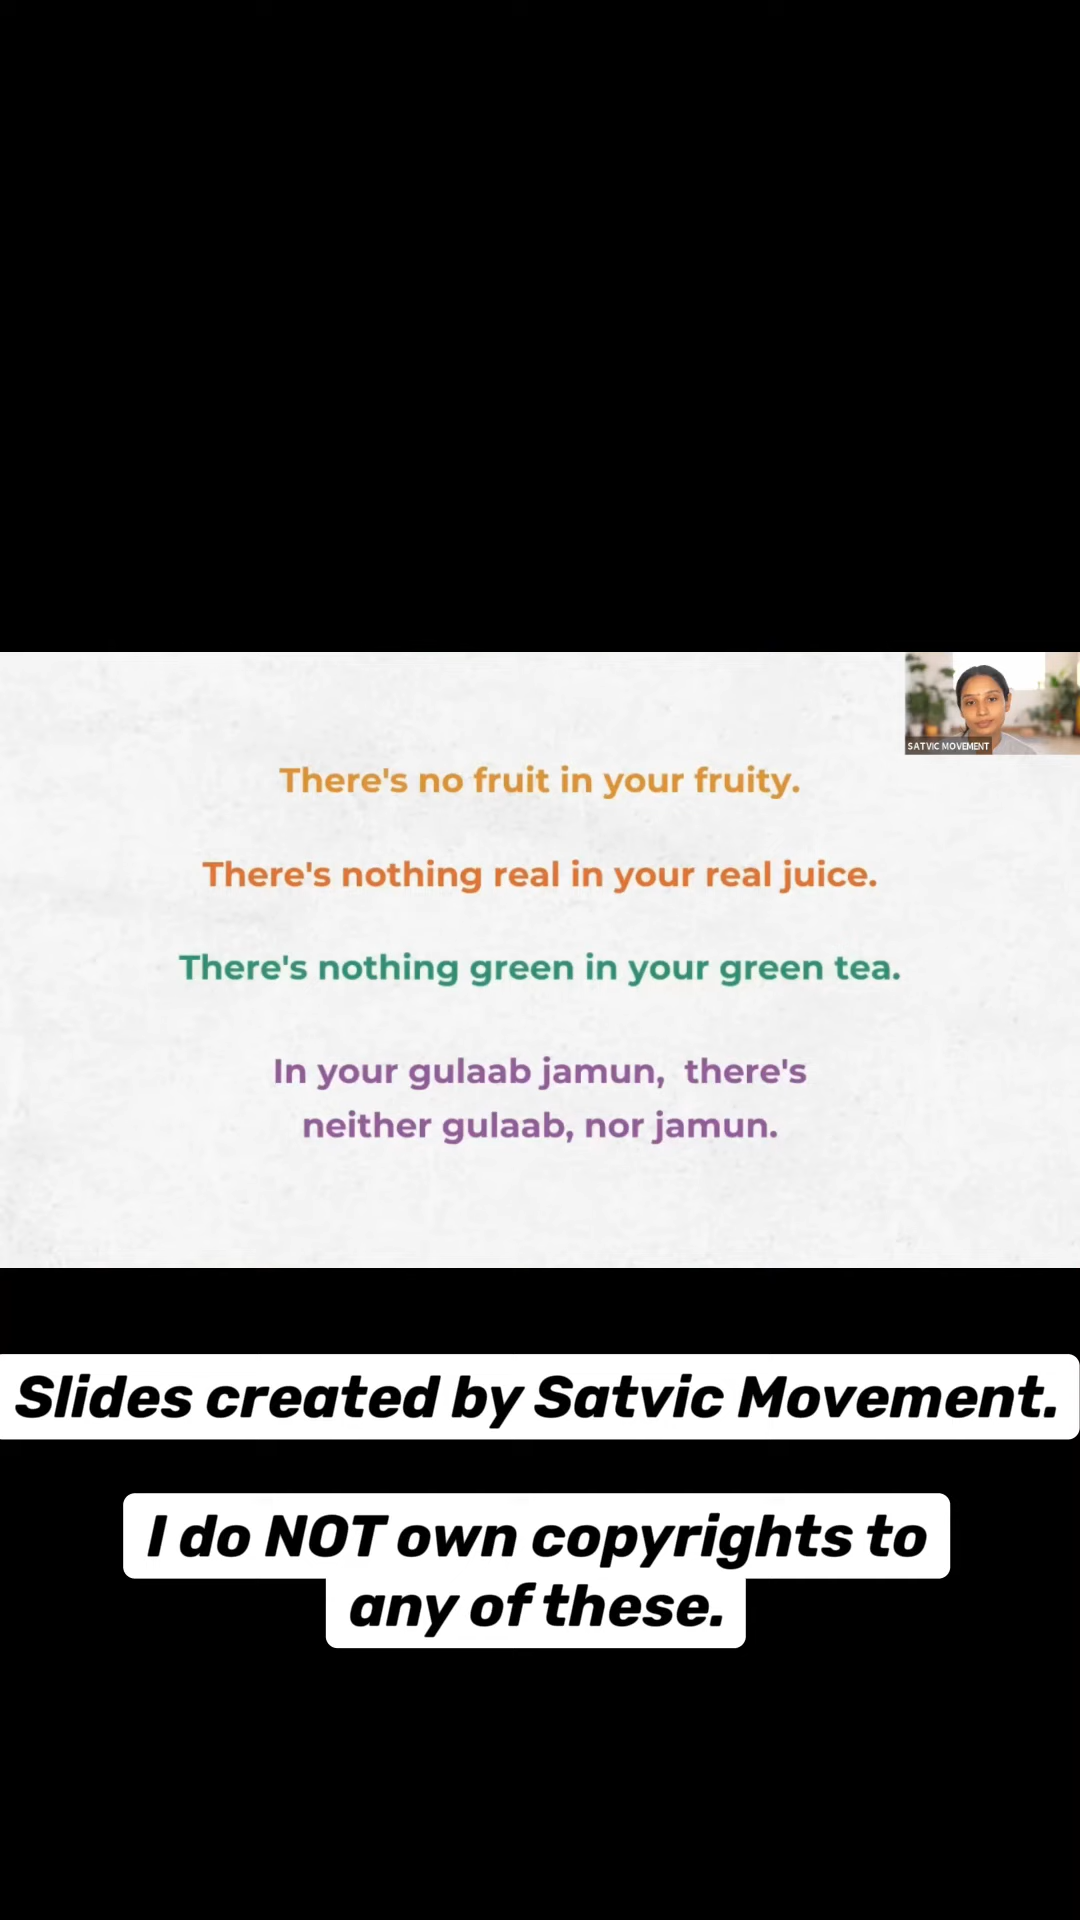 SATVIC MOVEMENT
There's no fruit in your fruity.
There's nothing real in your real juice.
There's nothing green in your green tea.
In your gulaab jamun,  there's
neither gulaab, nor jamun.
Slides created by Satvic Movement.
I do NOT own copyrights to
any of these.